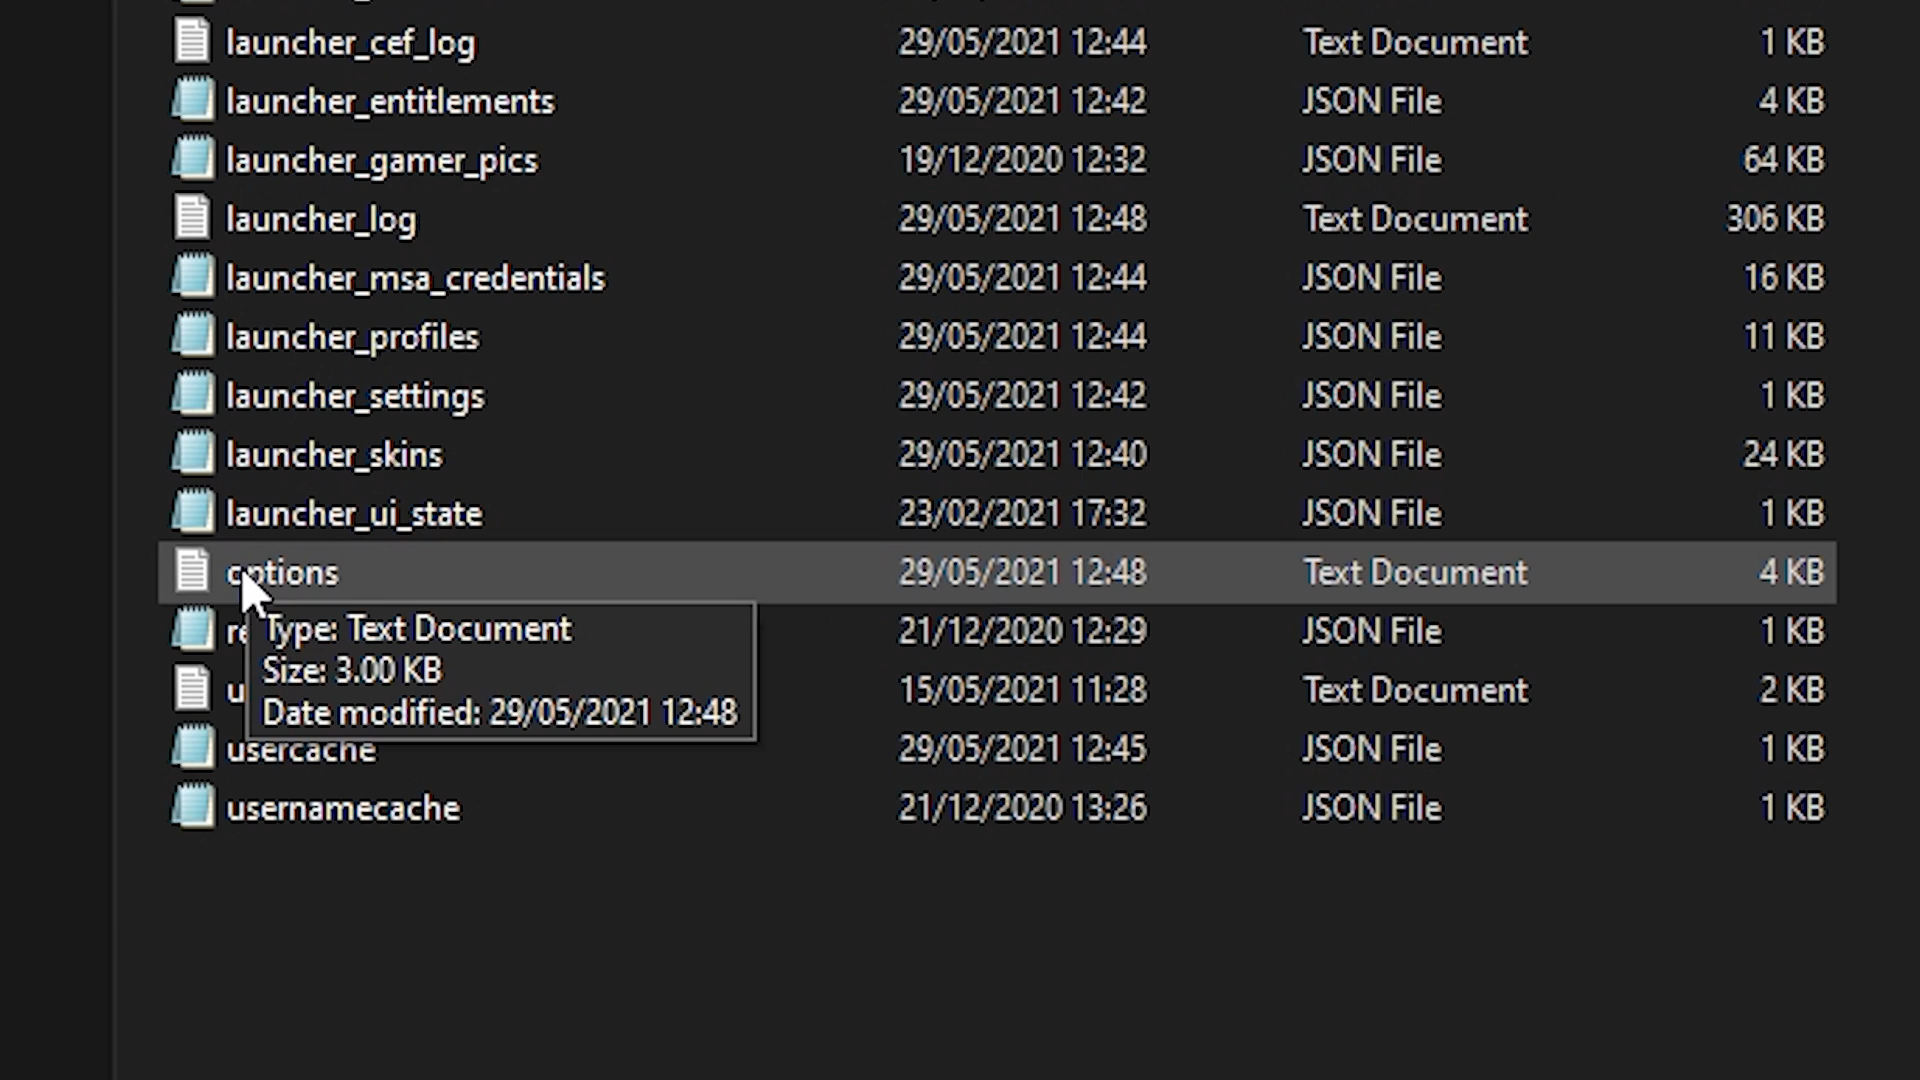 launcher_cef_log 29/05/2021 12:44 Text Document 1 KB
launcher_entitlements 29/05/2021 12:42 JSON File 4 KB
launcher_gamer_pics 19/12/2020 12:32 JSON File 64 KB
launcher_log 29/05/2021 12:48 Text Document 306 KB
launcher_msa_credentials 29/05/2021 12:44 JSON File 16 KB
launcher_profiles 29/05/2021 12:44 JSON File 11 KB
launcher_settings 29/05/2021 12:42 JSON File 1 KB
launcher_skins 29/05/2021 12:40 JSON File 24 KB
launcher_ui_state 23/02/2021 17:32 JSON File 1 KB
options 29/05/2021 12:48 Text Document 4 KB
Type: Text Document
21/12/2020 12:29 JSON File 1 KB
Size: 3.00 KB
15/05/2021 11:28 Text Document 2 KB
Date modified: 29/05/2021 12:48
usercache 29/05/2021 12:45 JSON File 1 KB
usernamecache 21/12/2020 13:26 JSON File 1 KB